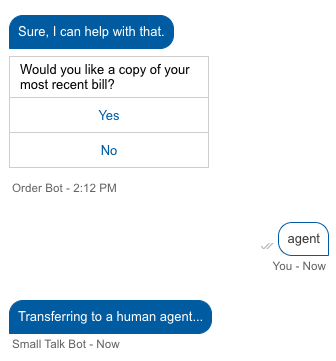 Sure, I can help with that.
Would you like a copy of your
most recent bill?
Yes
No
Order Bot - 2:12 PM
agent
You - Now
Transferring to a human agent...
Small Talk Bot - Now